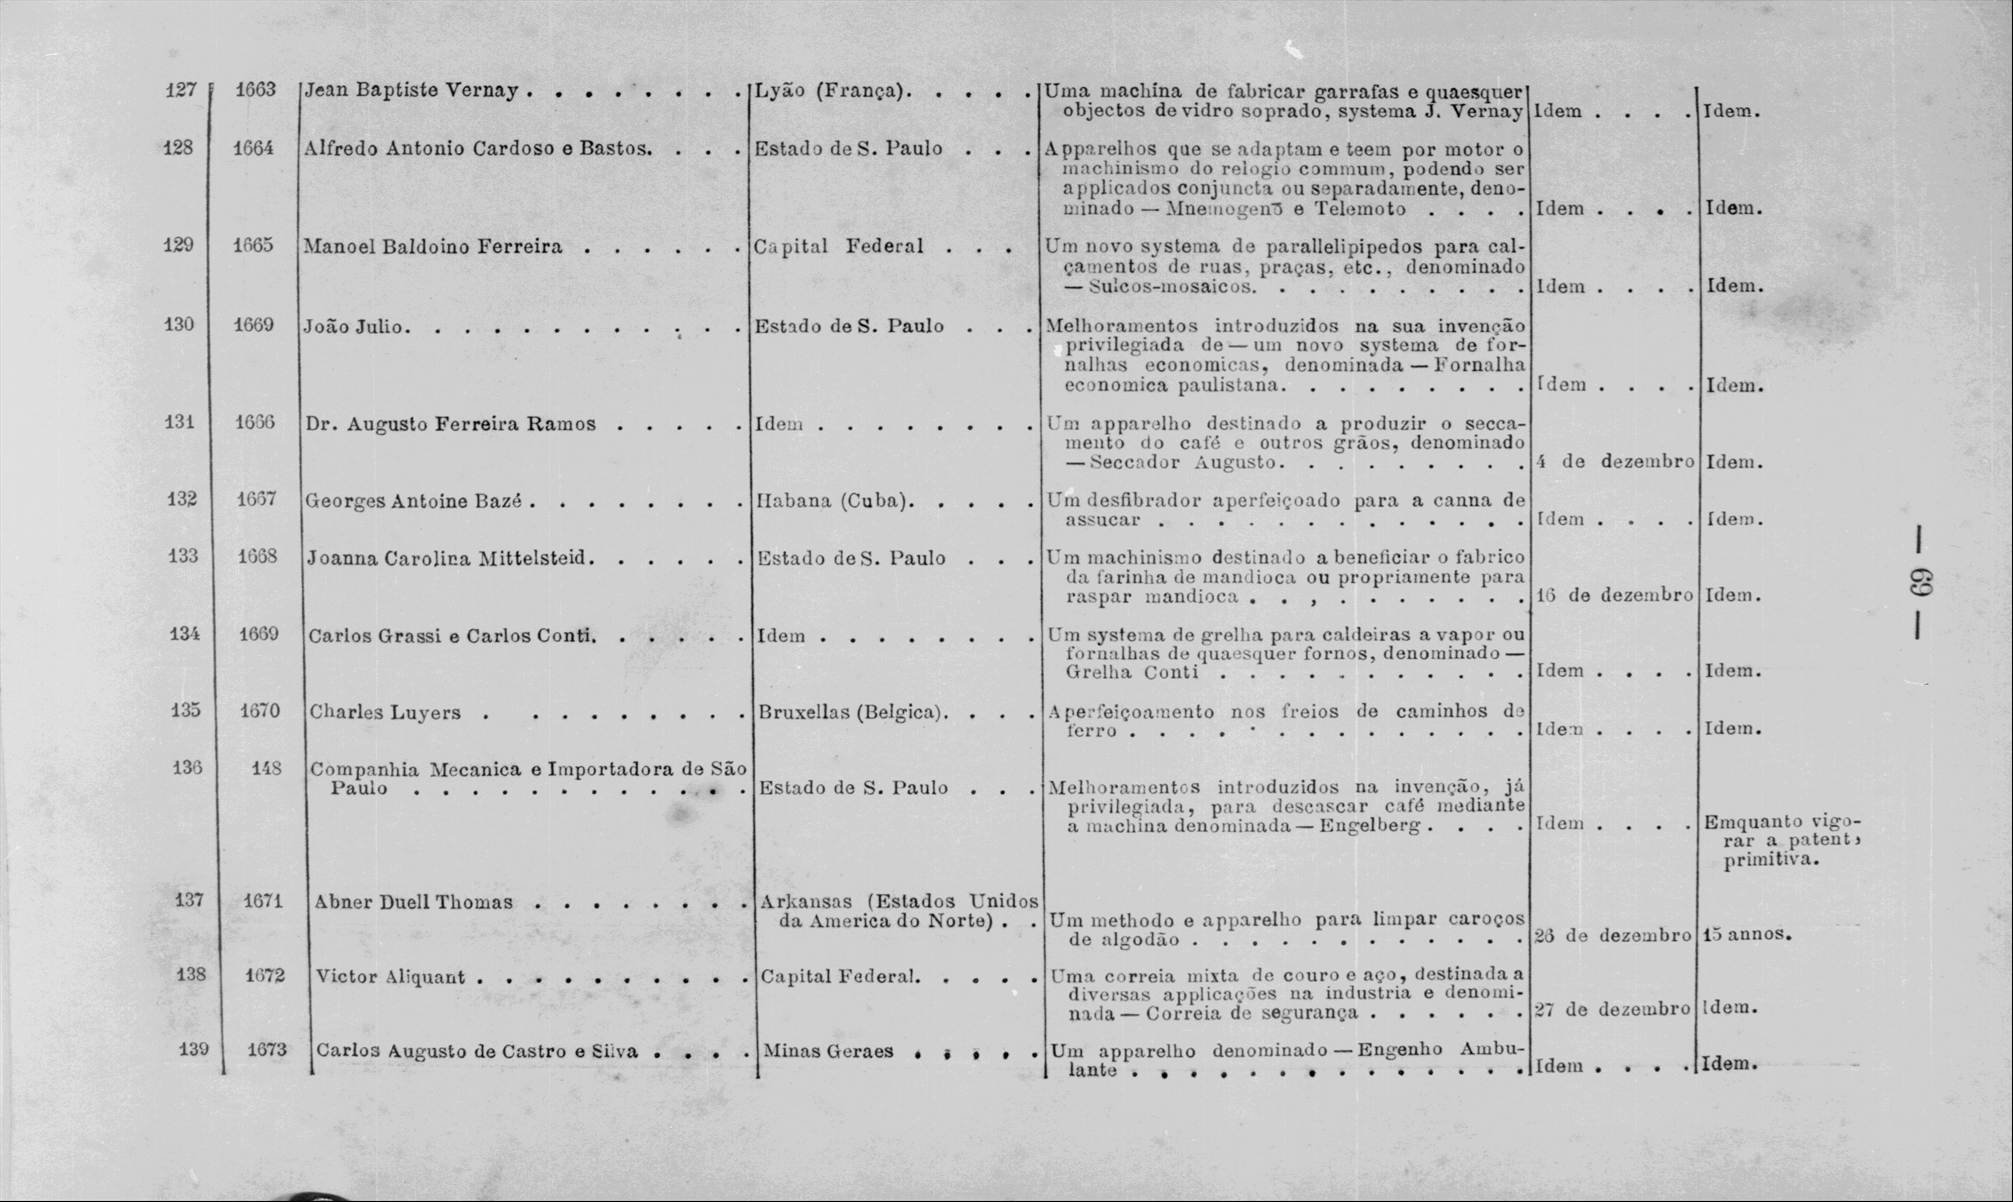 127 1663 Jean Baptiste Vernay . . . . . . . . Lyão (França). . . . . Uma machina de fabricar garrafas e quaesquer
objectos de vidro soprado, systema J. Vernay Idem . . . . Idem.
128 1664 Alfredo Antonio Cardoso e Bastos. . . . Estado de S. Paulo . . . Apparelhos que se adaptam e teem por motor o
machinismo do relogio commum, podendo ser
applicados conjuncta ou separadamente, deno-
minado — Mnemogeno e Telemoto . . . . Idem . . . . Idem.
129 1665 Manoel Baldoino Ferreira . . . . . . Capital Federal . . . Um novo systema de parallelipipedos para cal-
çamentos de ruas, praças, etc., denominado
— Sulcos-mosaicos. . . . . . . . . . Idem . . . . Idem.
130 1669 João Julio. . . . . . . . . . . . Estado de S. Paulo . . . Melhoramentos introduzidos na sua invenção
privilegiada de — um novo systema de for-
nalhas economicas, denominada — Fornalha
economica paulistana. . . . . . . . . Idem . . . . Idem.
131 1666 Dr. Augusto Ferreira Ramos . . . . . Idem . . . . . . . . Um apparelho destinado a produzir o secca-
mento do café e outros grãos, denominado
— Seccador Augusto. . . . . . . . . 4 de dezembro Idem.
132 1667 Georges Antoine Bazé . . . . . . . . Habana (Cuba). . . . . Um desfibrador aperfeiçoado para a canna de
assucar . . . . . . . . . . . . . Idem . . . . Idem.
133 1668 Joanna Carolina Mittelsteid. . . . . . Estado de S. Paulo . . . Um machinismo destinado a beneficiar o fabrico
da farinha de mandioca ou propriamente para
raspar mandioca . . , . . . . . . . 16 de dezembro Idem.
134 1669 Carlos Grassi e Carlos Conti. . . . . . Idem . . . . . . . . Um systema de grelha para caldeiras a vapor ou
fornalhas de quaesquer fornos, denominado —
Grelha Conti . . . . . . . . . . . Idem . . . . Idem.
135 1670 Charles Luyers . . . . . . . . . Bruxellas (Belgica). . . . Aperfeiçoamento nos freios de caminhos de
ferro . . . . . . . . . . . . . . Idem . . . . Idem.
136 148 Companhia Mecanica e Importadora de São
Paulo . . . . . . . . . . . . Estado de S. Paulo . . . Melhoramentos introduzidos na invenção, já
privilegiada, para descascar café mediante
a machina denominada — Engelberg . . . . Idem . . . . Emquanto vigo-
rar a patente
primitiva.
137 1671 Abner Duell Thomas . . . . . . . . Arkansas (Estados Unidos
da America do Norte) . . Um methodo e apparelho para limpar caroços
de algodão . . . . . . . . . . . . 26 de dezembro 15 annos.
138 1672 Victor Aliquant . . . . . . . . . . Capital Federal. . . . . Uma correia mixta de couro e aço, destinada a
diversas applicações na industria e denomi-
nada — Correia de segurança . . . . . . 27 de dezembro Idem.
139 1673 Carlos Augusto de Castro e Silva . . . . Minas Geraes . . . . . Um apparelho denominado — Engenho Ambu-
lante . . . . . . . . . . . . . . Idem . . . . Idem.
— 69 —